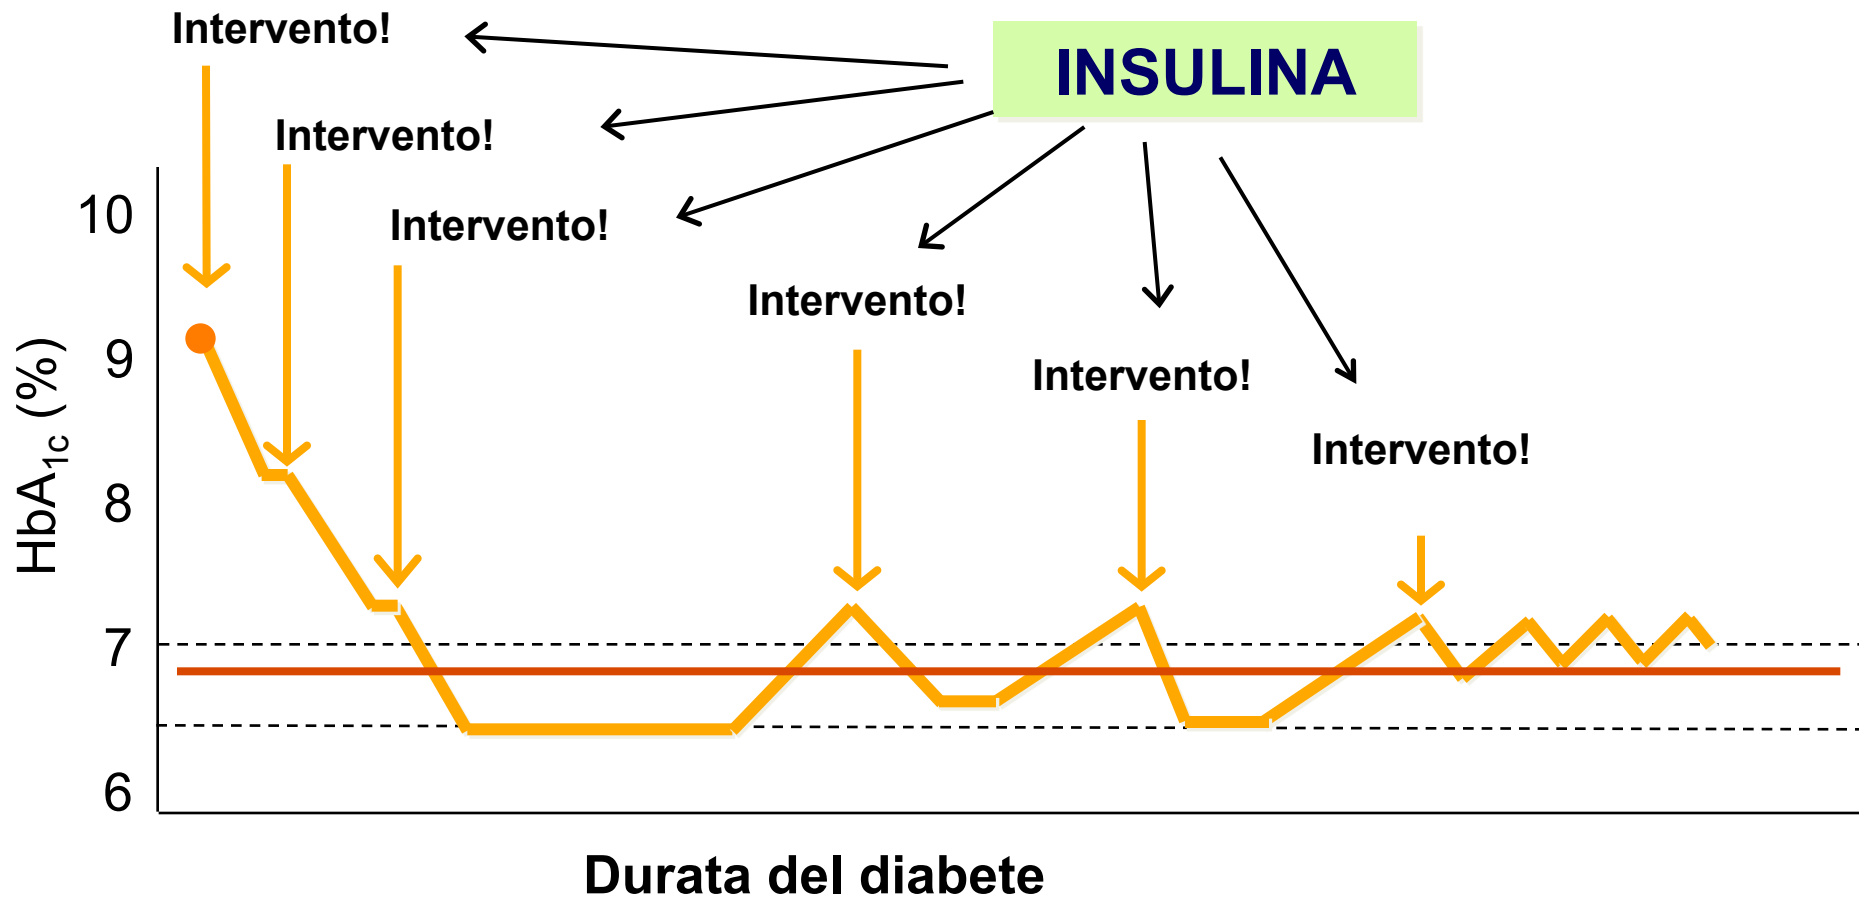 Intervento!
INSULINA
Intervento!
Intervento!
Intervento!
Intervento!
Intervento!
10
9
8
7
6
HbA1c (%)
Durata del diabete